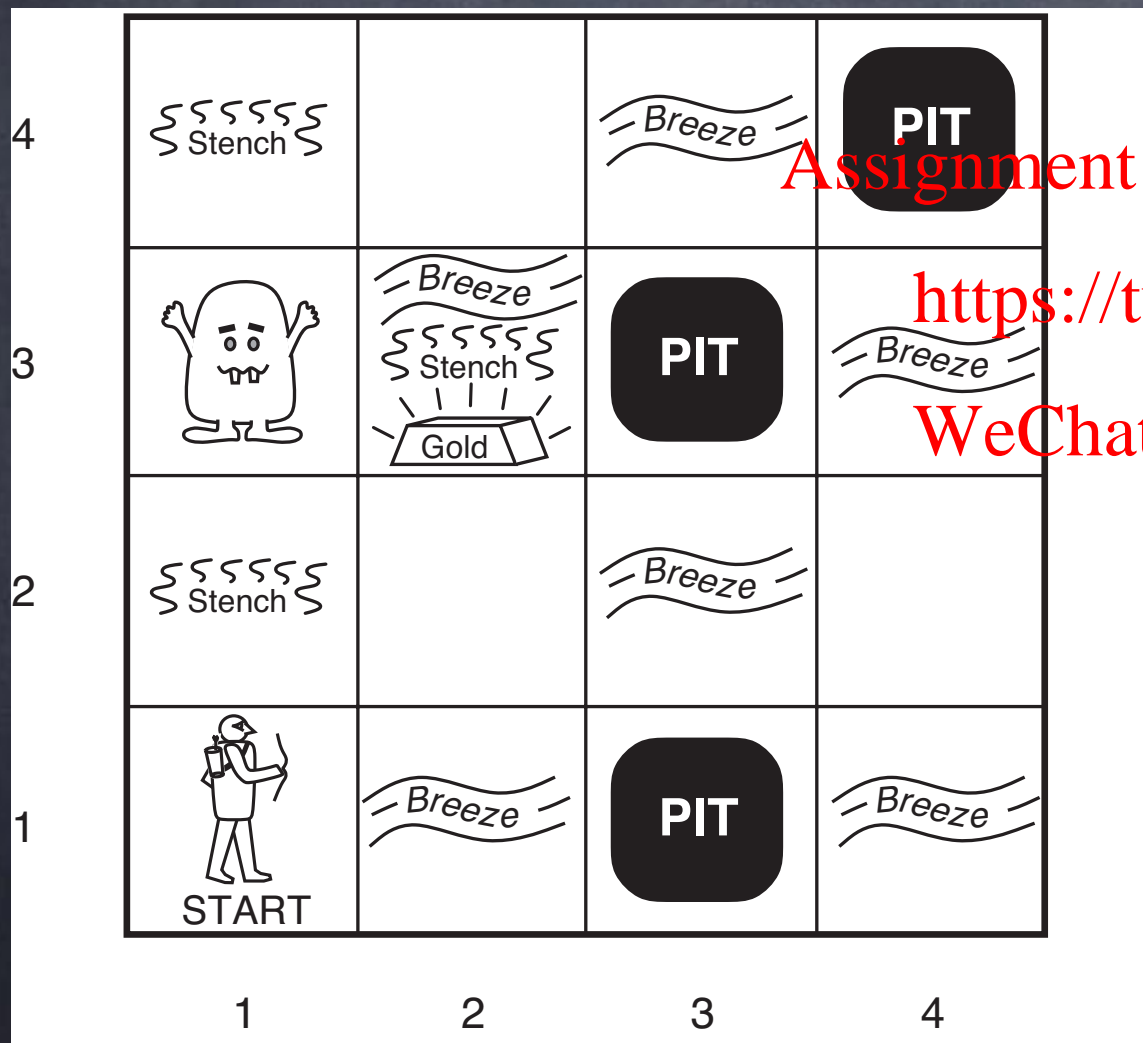 4
Stench
Breeze
PIT
Assignment
Breeze
https://t
3
Stench
PIT
Breeze
Gold
WeChat
2
Stench
Breeze
1
Breeze
PIT
Breeze
START
1 2 3 4